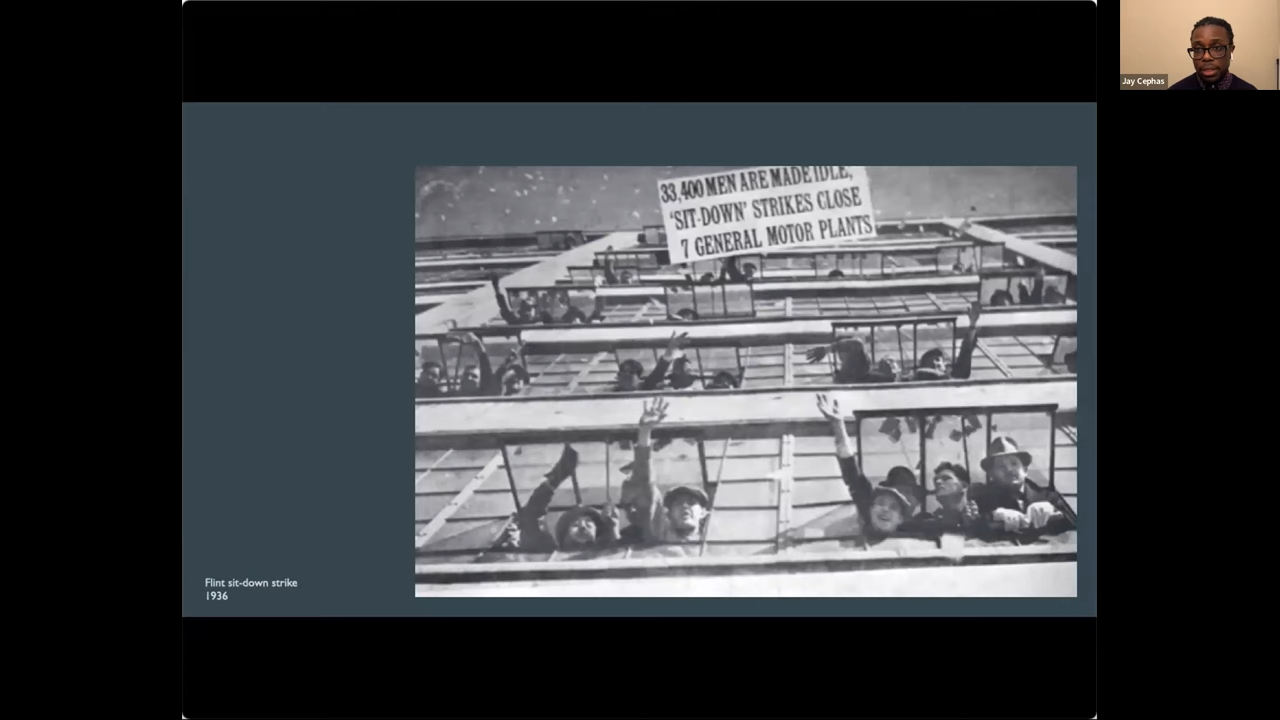 Jay Cephas
33,400 MEN ARE MADE IDLE,
'SIT-DOWN' STRIKES CLOSE
7 GENERAL MOTOR PLANTS
Flint sit-down strike
1936